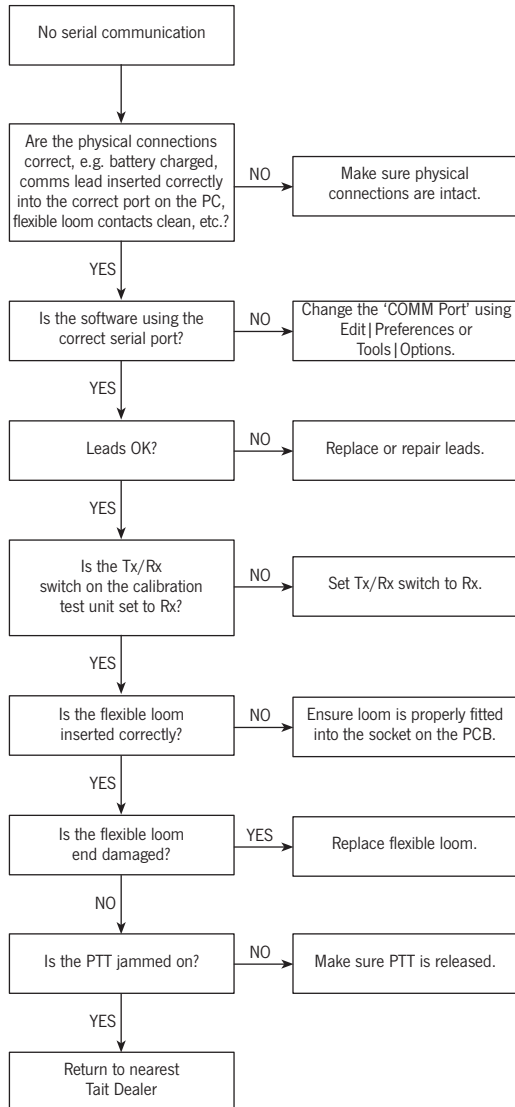 No serial communication
Are the physical connections
correct, e.g. battery charged,
comms lead inserted correctly
into the correct port on the PC,
flexible loom contacts clean, etc.?
NO
Make sure physical
connections are intact.
YES
Is the software using the
correct serial port?
NO
Change the ‘COMM Port’ using
Edit|Preferences or
Tools|Options.
YES
Leads OK?
NO
Replace or repair leads.
YES
Is the Tx/Rx
switch on the calibration
test unit set to Rx?
NO
Set Tx/Rx switch to Rx.
YES
Is the flexible loom
inserted correctly?
NO
Ensure loom is properly fitted
into the socket on the PCB.
YES
Is the flexible loom
end damaged?
YES
Replace flexible loom.
NO
Is the PTT jammed on?
NO
Make sure PTT is released.
YES
Return to nearest
Tait Dealer